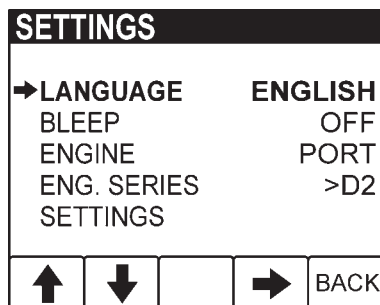 SETTINGS
LANGUAGE ENGLISH
BLEEP OFF
ENGINE PORT
ENG. SERIES >D2
SETTINGS
BACK